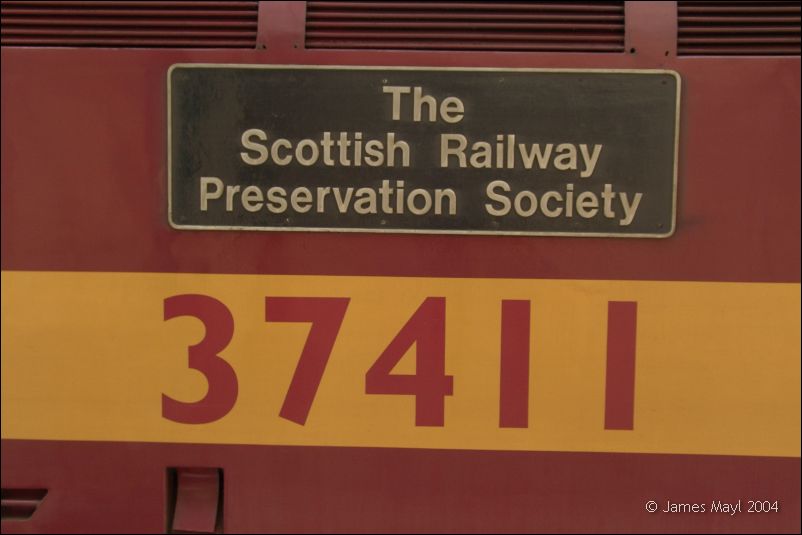 The
Scottish Railway
Preservation Society
37411
© James Mayl 2004